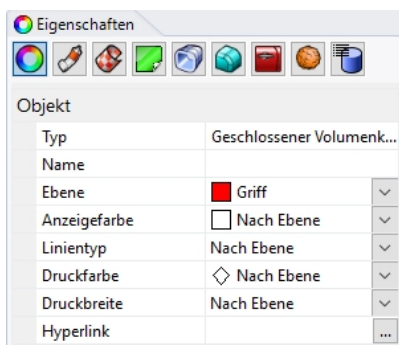 Eigenschaften
Objekt
Typ Geschlossener Volumenk...
Name
Ebene Griff
Anzeigefarbe Nach Ebene
Linientyp Nach Ebene
Druckfarbe Nach Ebene
Druckbreite Nach Ebene
Hyperlink ...